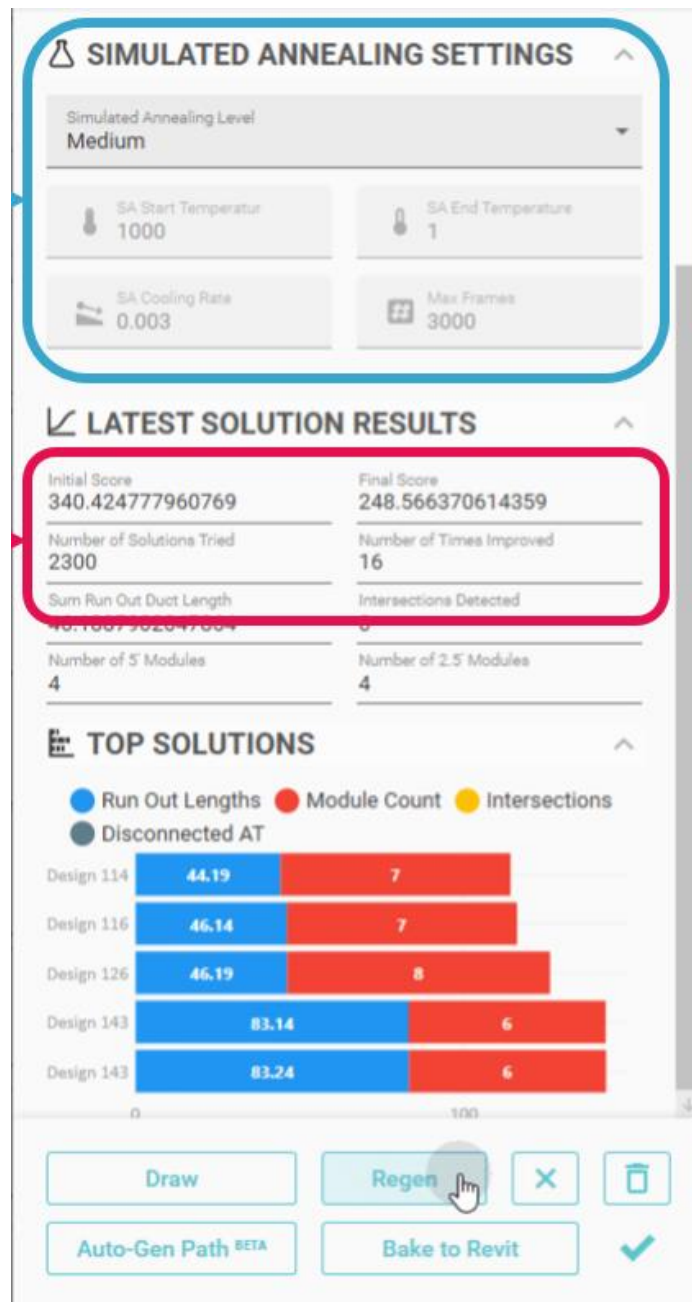 SIMULATED ANNEALING SETTINGS
Simulated Annealing Level
Medium
SA Start Temperatur
1000
SA End Temperature
1
SA Cooling Rate
0.003
Max Frames
3000
LATEST SOLUTION RESULTS
Initial Score
340.424777960769
Final Score
248.566370614359
Number of Solutions Tried
2300
Number of Times Improved
16
Sum Run Out Duct Length
Intersections Detected
Number of 5' Modules
4
Number of 2.5' Modules
4
TOP SOLUTIONS
Run Out Lengths Module Count Intersections
Disconnected AT
Design 114 44.19 7
Design 116 46.14 7
Design 126 46.19 8
Design 143 83.14 6
Design 143 83.24 6
0 100
Draw
Regen
Auto-Gen Path BETA
Bake to Revit